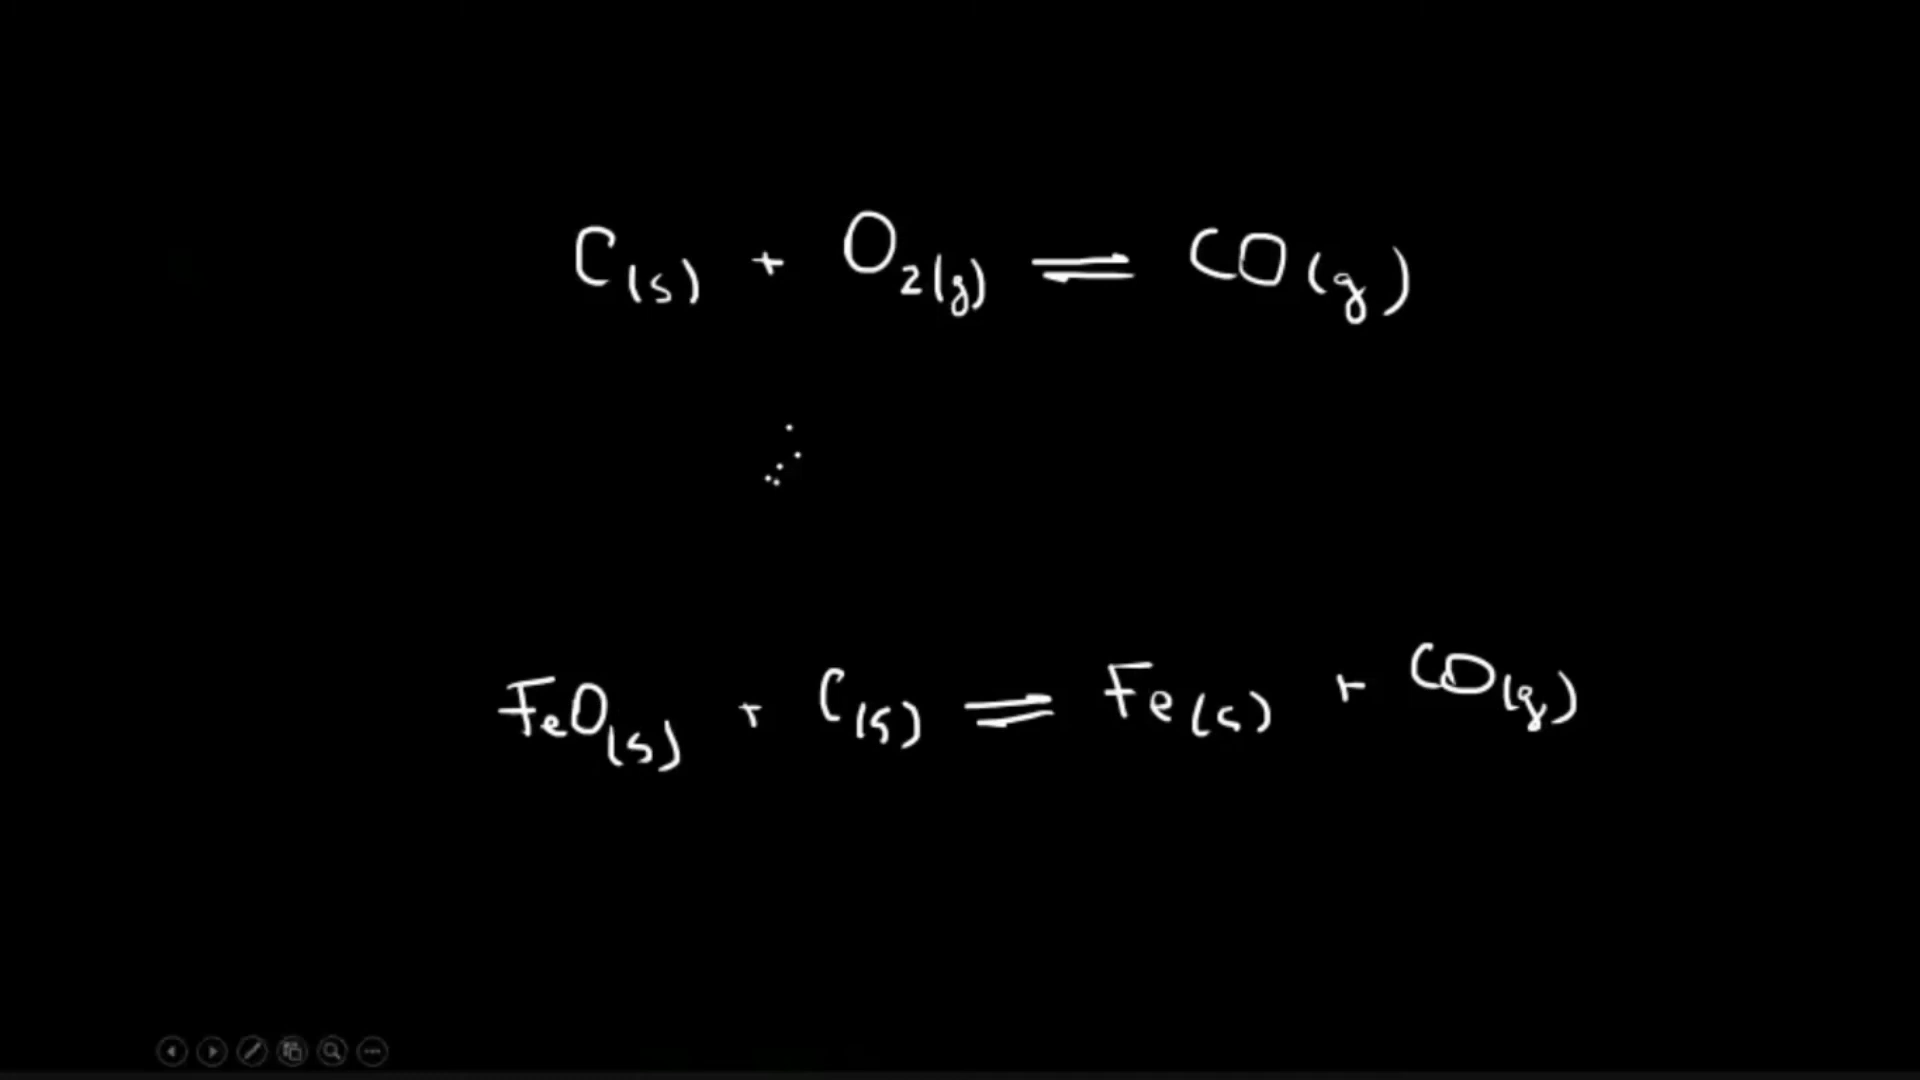 C(s) + O₂(g) ⇌ CO(g)
FeO(s) + C(s) ⇌ Fe(s) + CO(g)